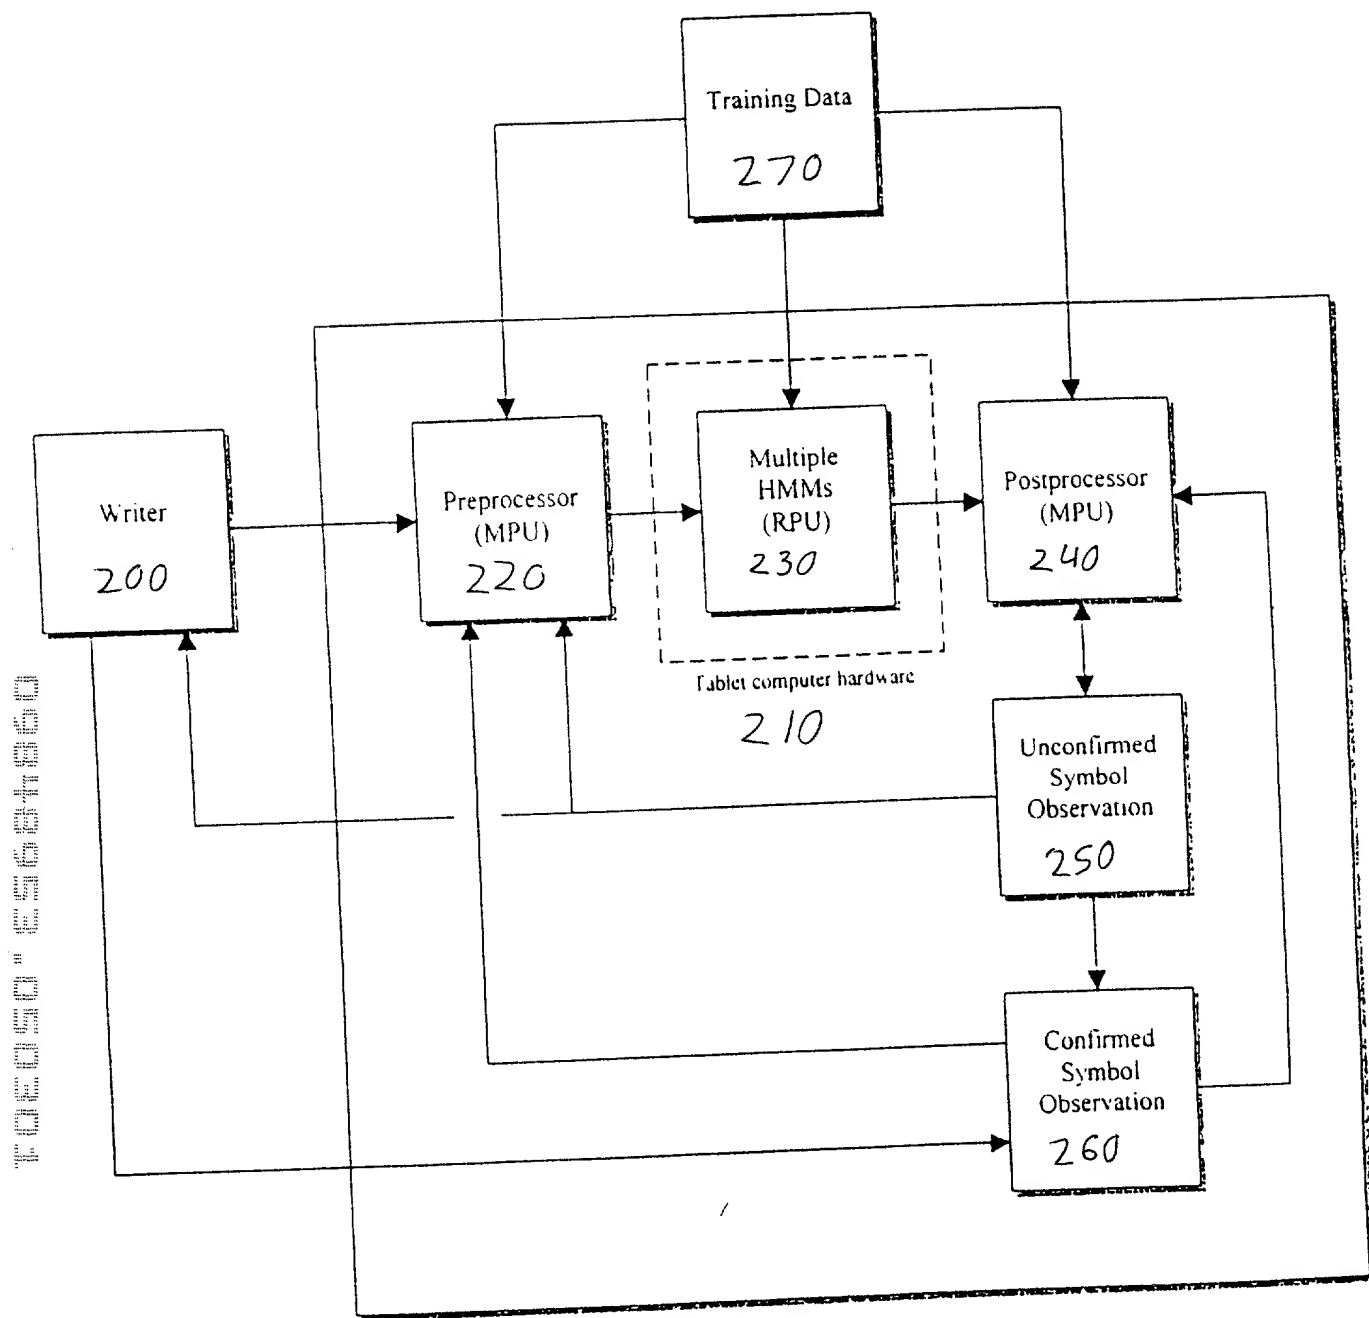 Training Data
270
Writer
200
Preprocessor
(MPU)
220
Multiple
HMMs
(RPU)
230
Postprocessor
(MPU)
240
Tablet computer hardware
210
Unconfirmed
Symbol
Observation
250
Confirmed
Symbol
Observation
260